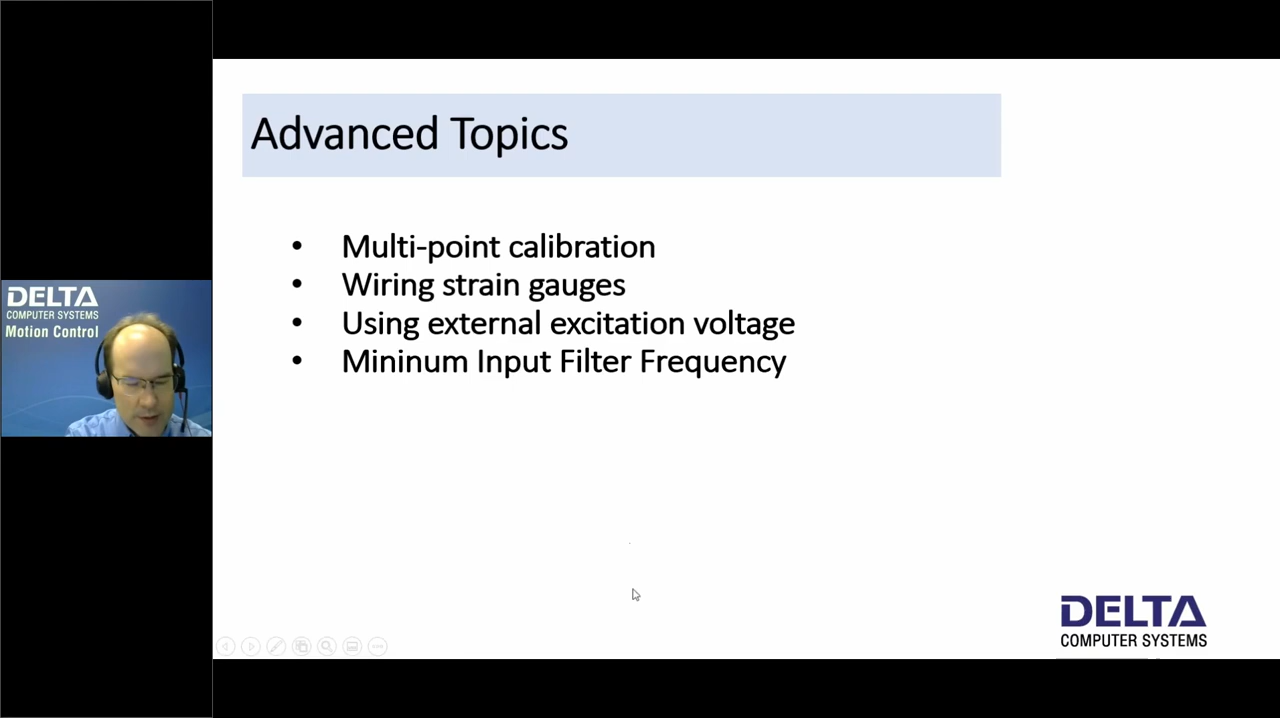 Advanced Topics
• Multi-point calibration
• Wiring strain gauges
• Using external excitation voltage
• Mininum Input Filter Frequency
DELTA
COMPUTER SYSTEMS
Motion Control
DELTA
COMPUTER SYSTEMS